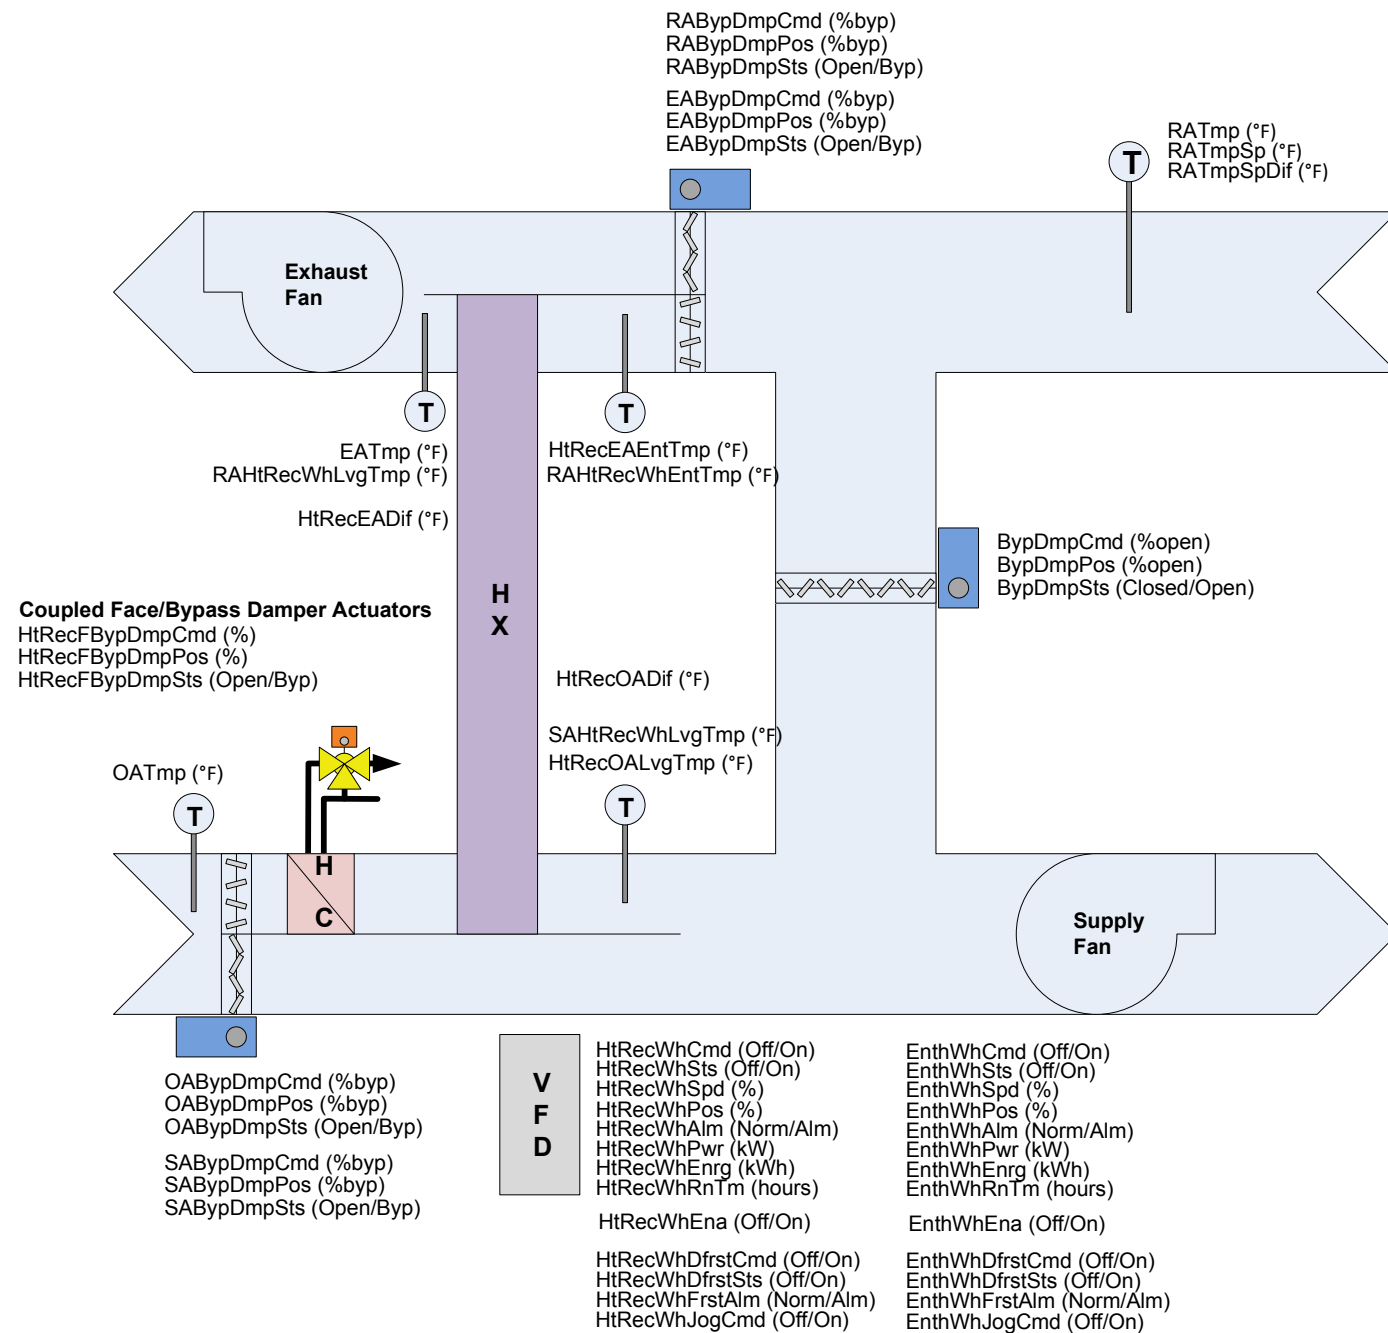 RABypDmpCmd (%byp)
RABypDmpPos (%byp)
RABypDmpSts (Open/Byp)
EABypDmpCmd (%byp)
EABypDmpPos (%byp)
EABypDmpSts (Open/Byp)
RATmp (°F)
RATmpSp (°F)
RATmpSpDif (°F)
T
Exhaust
Fan
T
T
EATmp (°F)
RAHtRecWhLvgTmp (°F)
HtRecEADif (°F)
HtRecEAEntTmp (°F)
RAHtRecWhEntTmp (°F)
BypDmpCmd (%open)
BypDmpPos (%open)
BypDmpSts (Closed/Open)
H
X
Coupled Face/Bypass Damper Actuators
HtRecFBypDmpCmd (%)
HtRecFBypDmpPos (%)
HtRecFBypDmpSts (Open/Byp)
HtRecOADif (°F)
SAHtRecWhLvgTmp (°F)
HtRecOALvgTmp (°F)
OATmp (°F)
T
T
H
C
Supply
Fan
OABypDmpCmd (%byp)
OABypDmpPos (%byp)
OABypDmpSts (Open/Byp)
SABypDmpCmd (%byp)
SABypDmpPos (%byp)
SABypDmpSts (Open/Byp)
V
F
D
HtRecWhCmd (Off/On)
HtRecWhSts (Off/On)
HtRecWhSpd (%)
HtRecWhPos (%)
HtRecWhAlm (Norm/Alm)
HtRecWhPwr (kW)
HtRecWhEnrg (kWh)
HtRecWhRnTm (hours)
HtRecWhEna (Off/On)
HtRecWhDfrstCmd (Off/On)
HtRecWhDfrstSts (Off/On)
HtRecWhFrstAlm (Norm/Alm)
HtRecWhJogCmd (Off/On)
EnthWhCmd (Off/On)
EnthWhSts (Off/On)
EnthWhSpd (%)
EnthWhPos (%)
EnthWhAlm (Norm/Alm)
EnthWhPwr (kW)
EnthWhEnrg (kWh)
EnthWhRnTm (hours)
EnthWhEna (Off/On)
EnthWhDfrstCmd (Off/On)
EnthWhDfrstSts (Off/On)
EnthWhFrstAlm (Norm/Alm)
EnthWhJogCmd (Off/On)